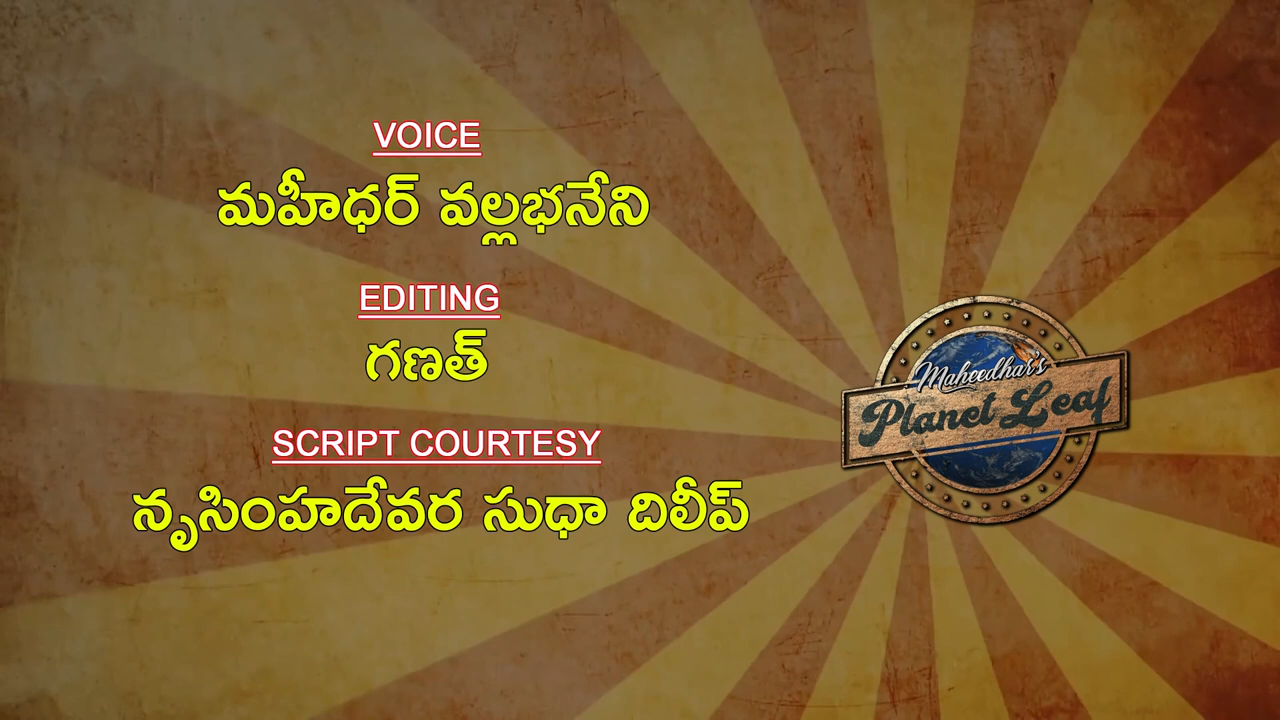 VOICE
మహీధర్ వల్లభనేని
EDITING
గణత్
SCRIPT COURTESY
నృసింహదేవర సుధా దిలీప్
Maheedhar's
Planet Leaf